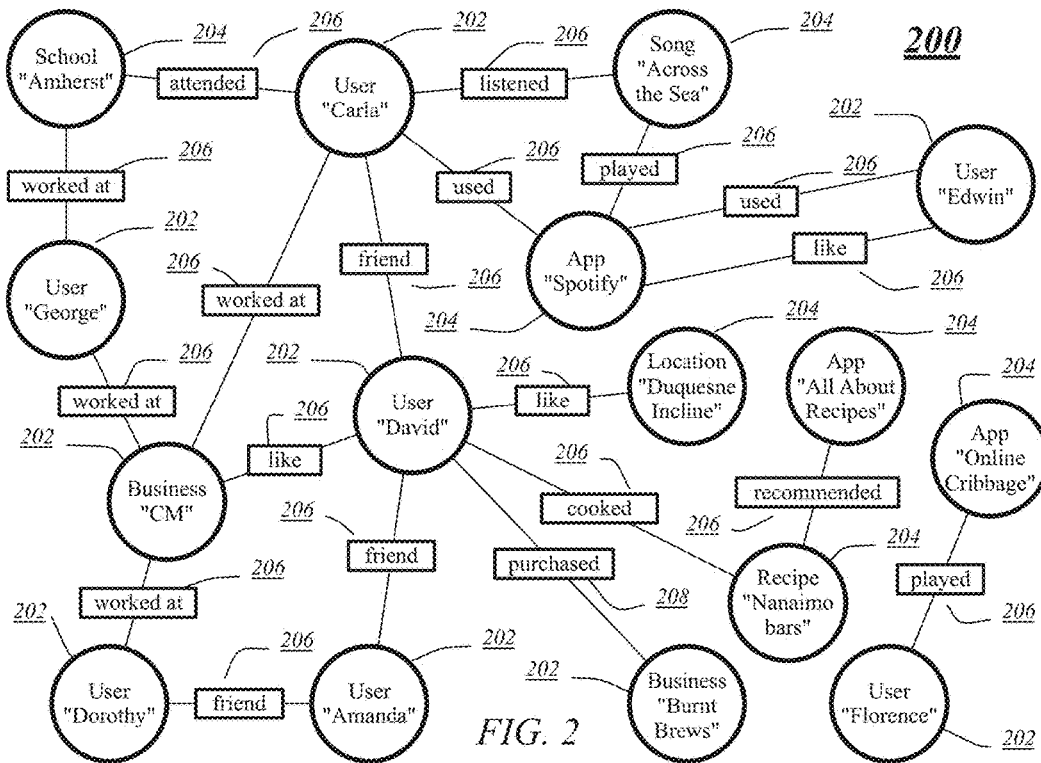 200
206
202
206
204
204
School
"Amherst"
attended
User
"Carla"
listened
Song
"Across
the Sea"
206
206
206
202
worked at
used
played
206
used
User
"Edwin"
202
206
friend
206
App
"Spotify"
like
206
User
"George"
worked at
204
204
204
206
202
206
Location
"Duquesne
Incline"
App
"All About
Recipes"
204
worked at
206
User
"David"
like
App
"Online
Cribbage"
202
like
206
Business
"CM"
206
cooked
recommended
206
friend
206
204
206
purchased
208
Recipe
"Nanaimo
bars"
played
206
202
worked at
206
202
202
User
"Dorothy"
friend
User
"Amanda"
Business
"Burnt
Brews"
User
"Florence"
202
FIG. 2